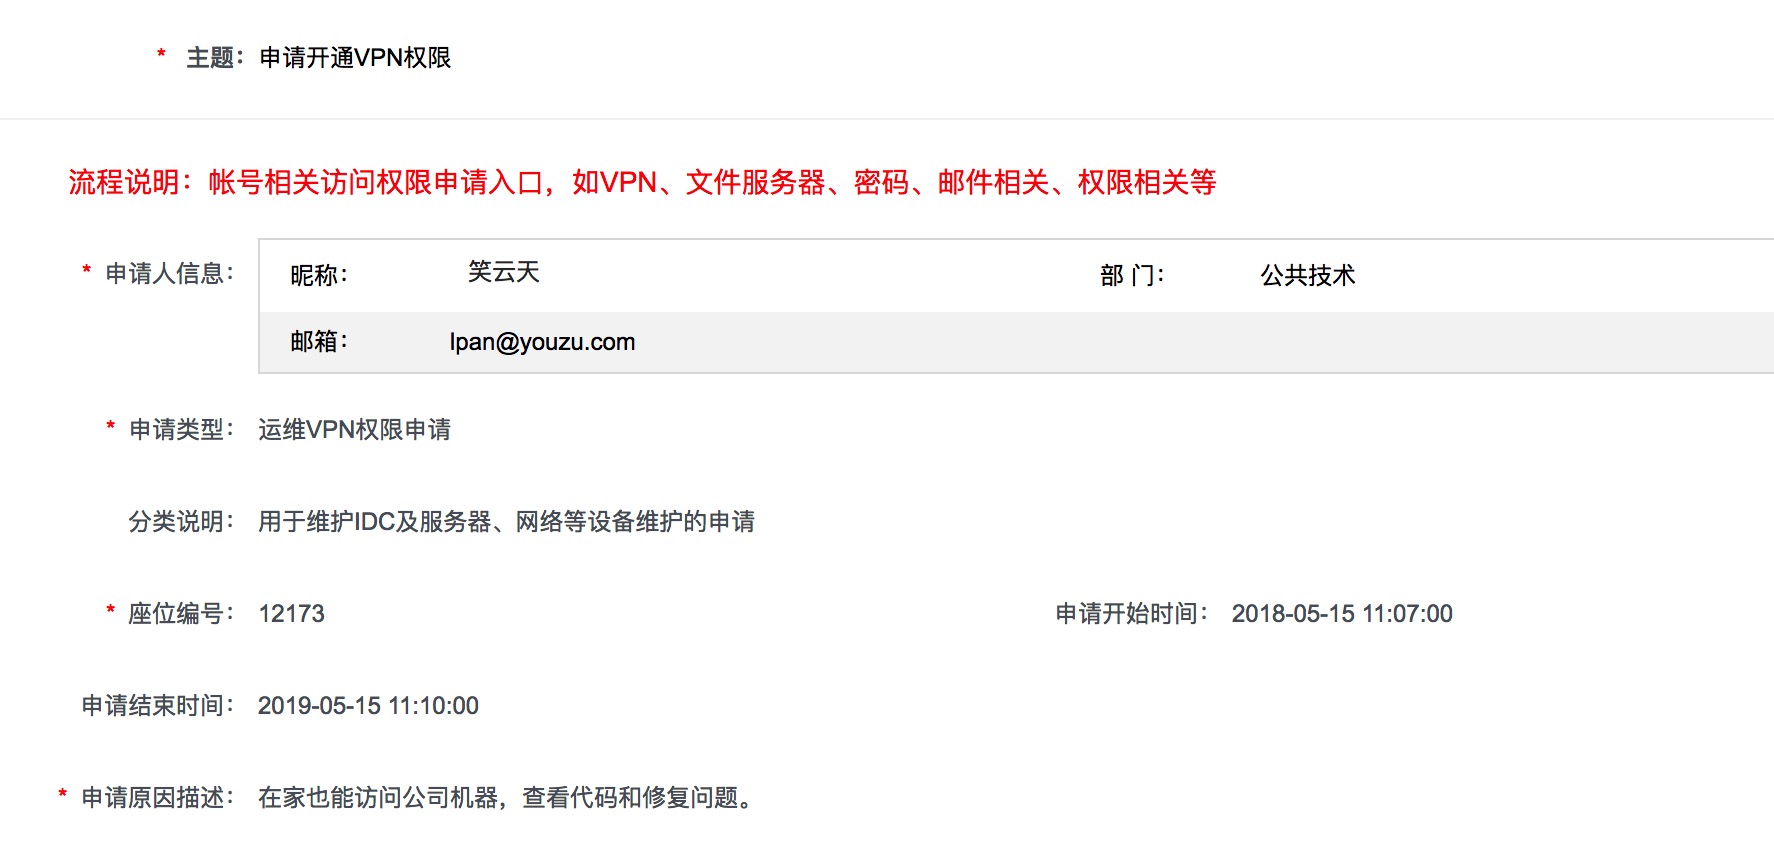 * 主题：申请开通VPN权限
流程说明：帐号相关访问权限申请入口，如VPN、文件服务器、密码、邮件相关、权限相关等
* 申请人信息： 昵称： 笑云天 部 门： 公共技术
邮箱： lpan@youzu.com
* 申请类型： 运维VPN权限申请
分类说明： 用于维护IDC及服务器、网络等设备维护的申请
* 座位编号： 12173 申请开始时间： 2018-05-15 11:07:00
申请结束时间： 2019-05-15 11:10:00
* 申请原因描述： 在家也能访问公司机器，查看代码和修复问题。